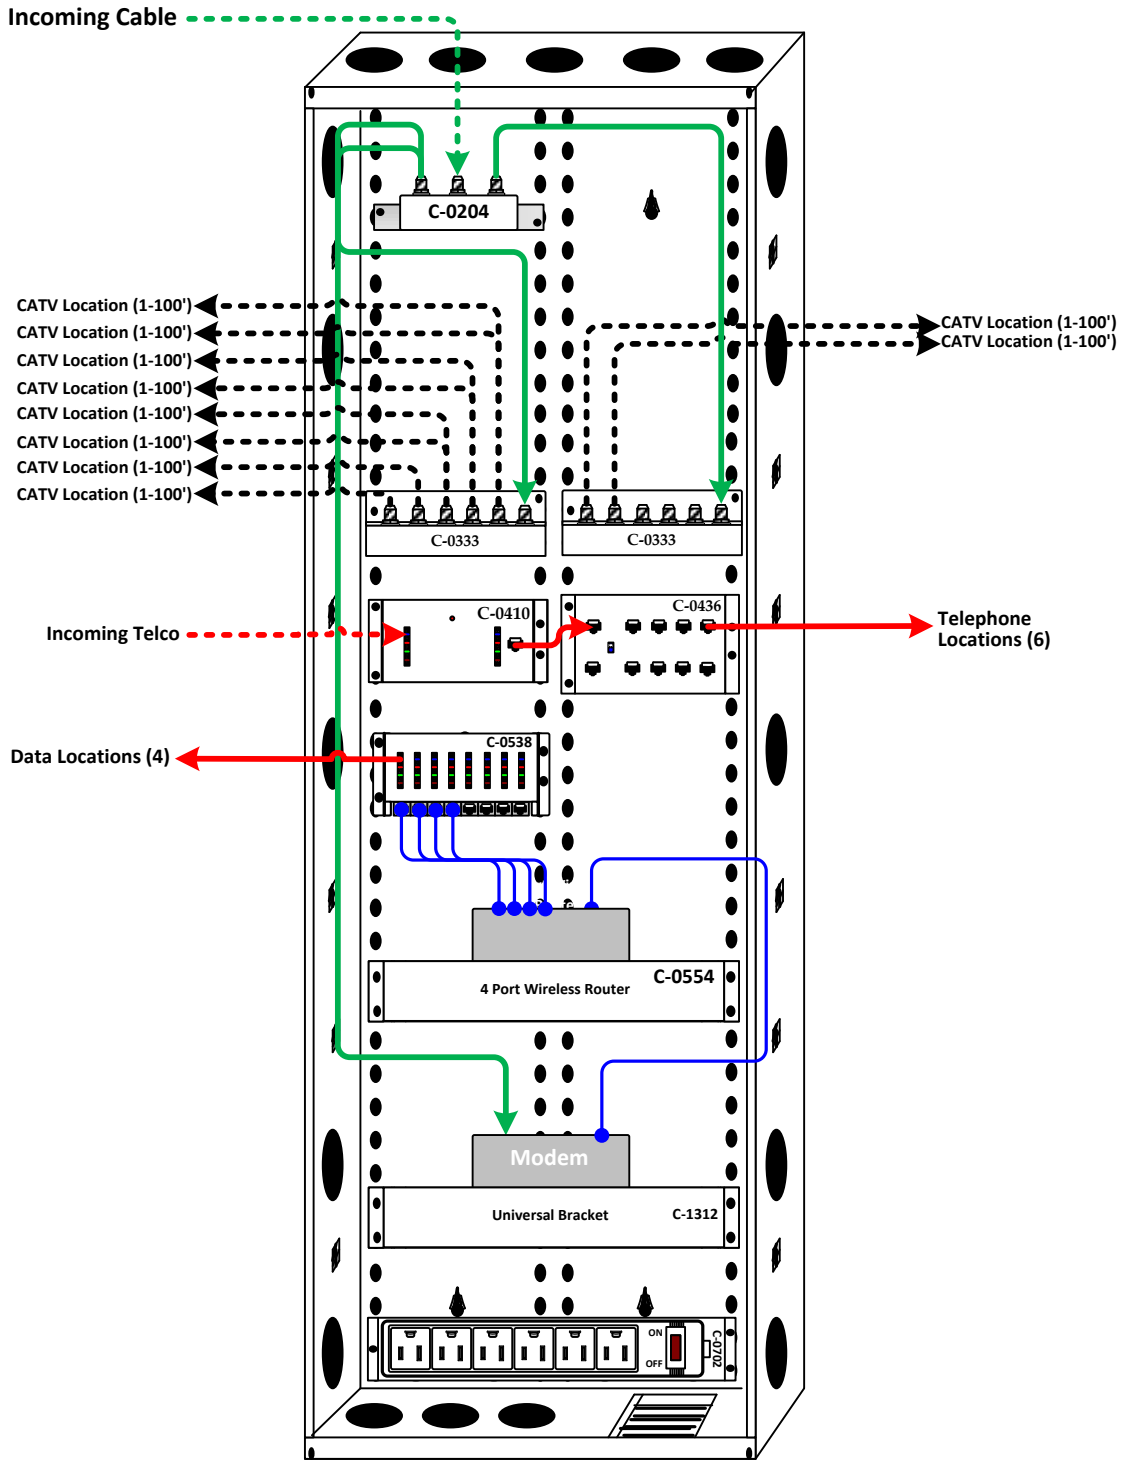 Incoming Cable
C-0204
CATV Location (1-100')
CATV Location (1-100')
CATV Location (1-100')
CATV Location (1-100')
CATV Location (1-100')
CATV Location (1-100')
CATV Location (1-100')
CATV Location (1-100')
CATV Location (1-100')
CATV Location (1-100')
C-0333
C-0333
C-0410
C-0436
Incoming Telco
Telephone
Locations (6)
C-0538
Data Locations (4)
C-0554
4 Port Wireless Router
Modem
Universal Bracket
C-1312
ON
OFF
C-0702